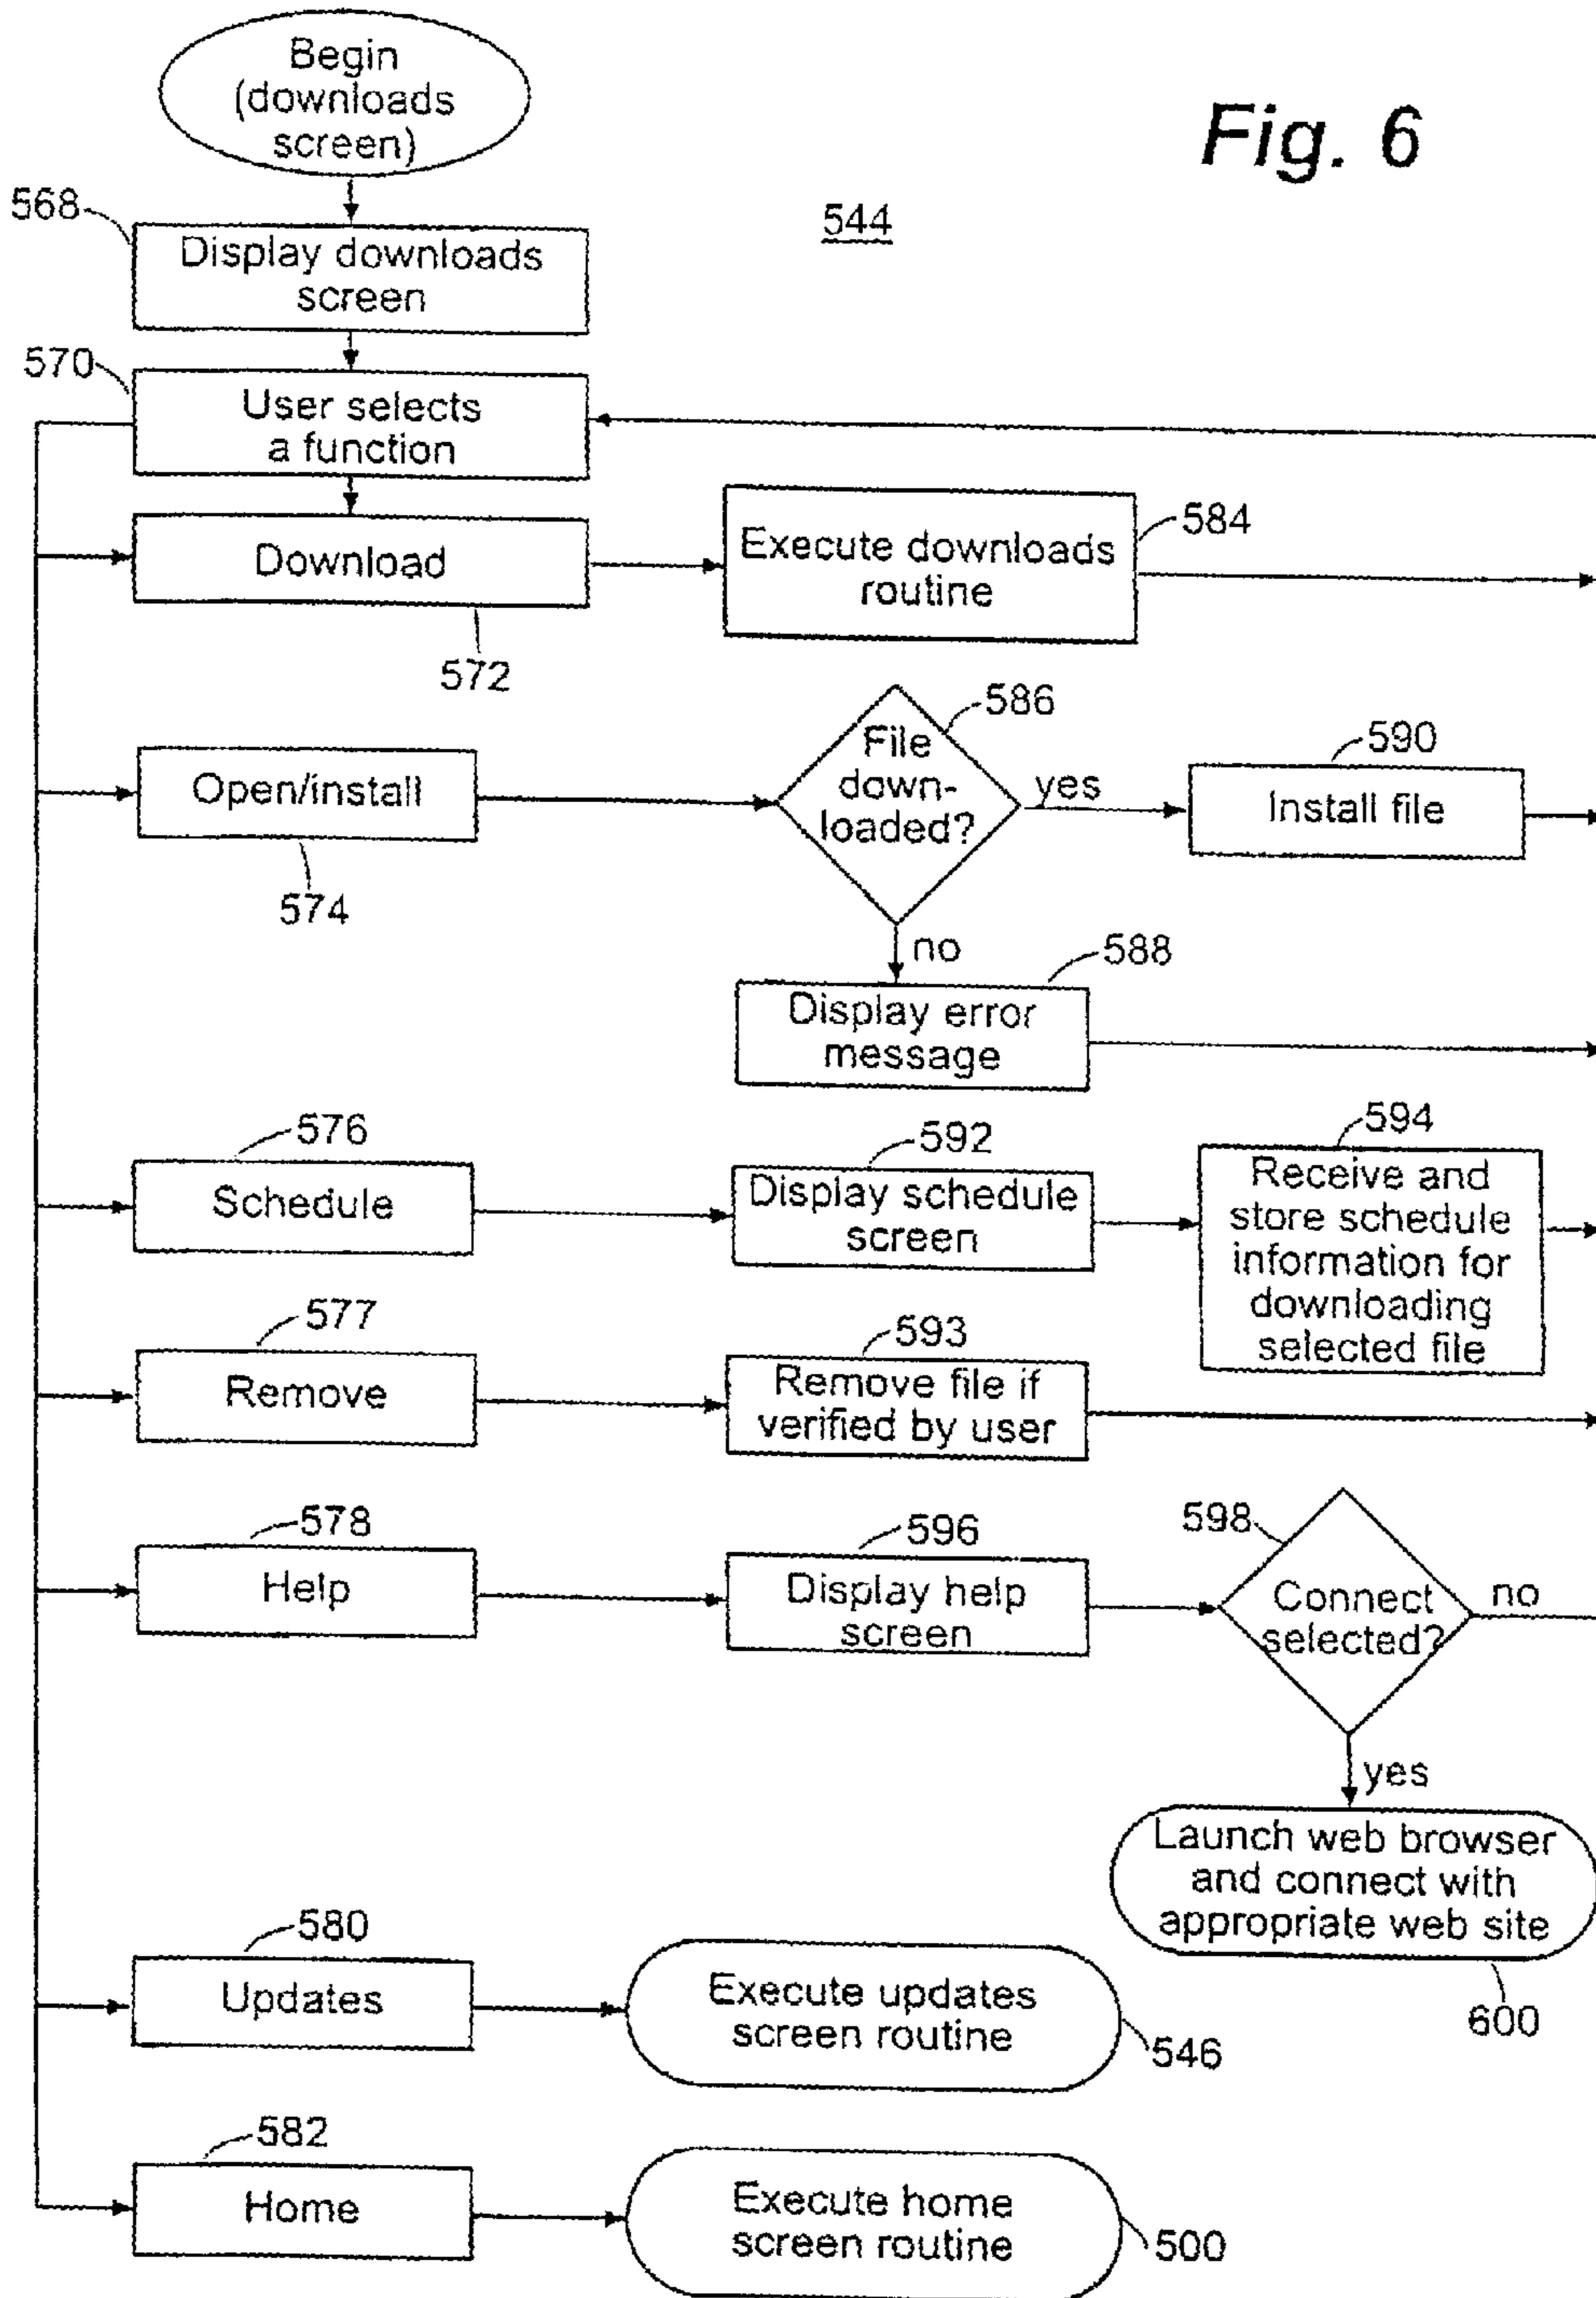 Begin
(downloads
screen)
Fig. 6
544
568
Display downloads
screen
570
User selects
a function
Download
572
Execute downloads
routine
584
Open/install
574
File
down-
loaded?
586
yes
590
Install file
no
588
Display error
message
576
Schedule
592
Display schedule
screen
594
Receive and
store schedule
information for
downloading
selected file
577
Remove
593
Remove file if
verified by user
578
Help
596
Display help
screen
598
Connect
selected?
no
yes
Launch web browser
and connect with
appropriate web site
600
580
Updates
Execute updates
screen routine
546
582
Home
Execute home
screen routine
500